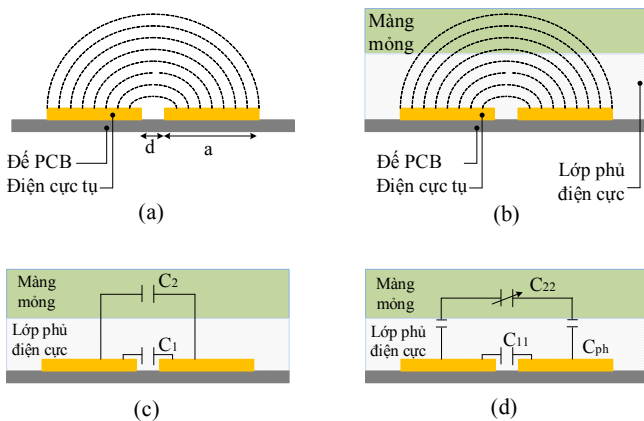 Đế PCB
Điện cực tụ
d
a
(a)
Màng
mỏng
Đế PCB
Điện cực tụ
Lớp phủ
điện cực
(b)
Màng
mỏng
Lớp phủ
điện cực
C2
C1
(c)
Màng
mỏng
Lớp phủ
điện cực
C22
C11
Cph
(d)